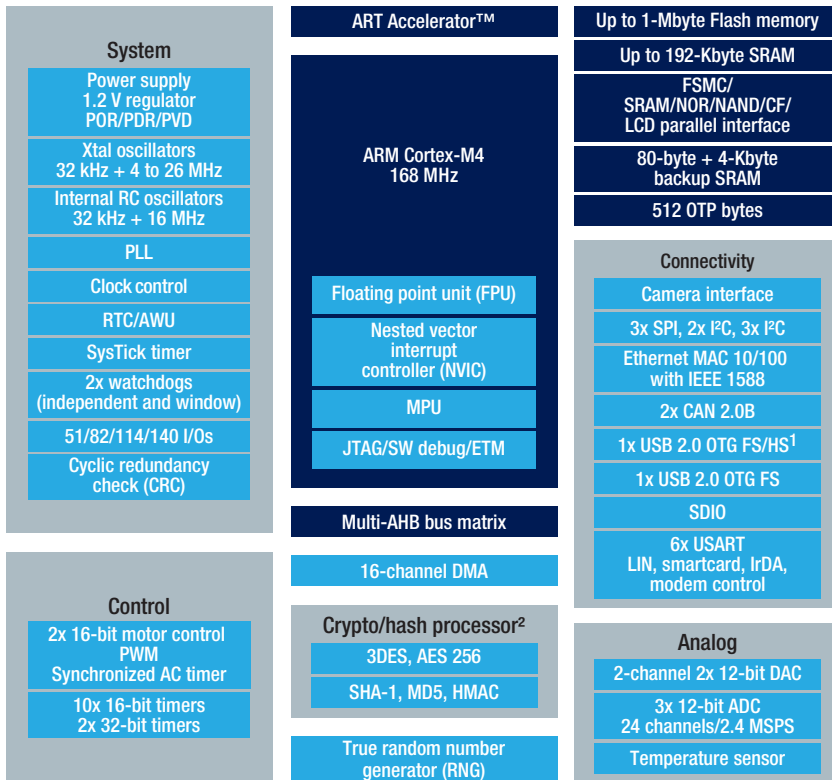 System
Power supply
1.2 V regulator
POR/PDR/PVD
Xtal oscillators
32 kHz + 4 to 26 MHz
Internal RC oscillators
32 kHz + 16 MHz
PLL
Clock control
RTC/AWU
SysTick timer
2x watchdogs
(independent and window)
51/82/114/140 I/Os
Cyclic redundancy
check (CRC)
Control
2x 16-bit motor control
PWM
Synchronized AC timer
10x 16-bit timers
2x 32-bit timers
ART Accelerator™
ARM Cortex-M4
168 MHz
Floating point unit (FPU)
Nested vector
interrupt
controller (NVIC)
MPU
JTAG/SW debug/ETM
Multi-AHB bus matrix
16-channel DMA
Crypto/hash processor²
3DES, AES 256
SHA-1, MD5, HMAC
True random number
generator (RNG)
Up to 1-Mbyte Flash memory
Up to 192-Kbyte SRAM
FSMC/
SRAM/NOR/NAND/CF/
LCD parallel interface
80-byte + 4-Kbyte
backup SRAM
512 OTP bytes
Connectivity
Camera interface
3x SPI, 2x I²C, 3x I²C
Ethernet MAC 10/100
with IEEE 1588
2x CAN 2.0B
1x USB 2.0 OTG FS/HS¹
1x USB 2.0 OTG FS
SDIO
6x USART
LIN, smartcard, IrDA,
modem control
Analog
2-channel 2x 12-bit DAC
3x 12-bit ADC
24 channels/2.4 MSPS
Temperature sensor